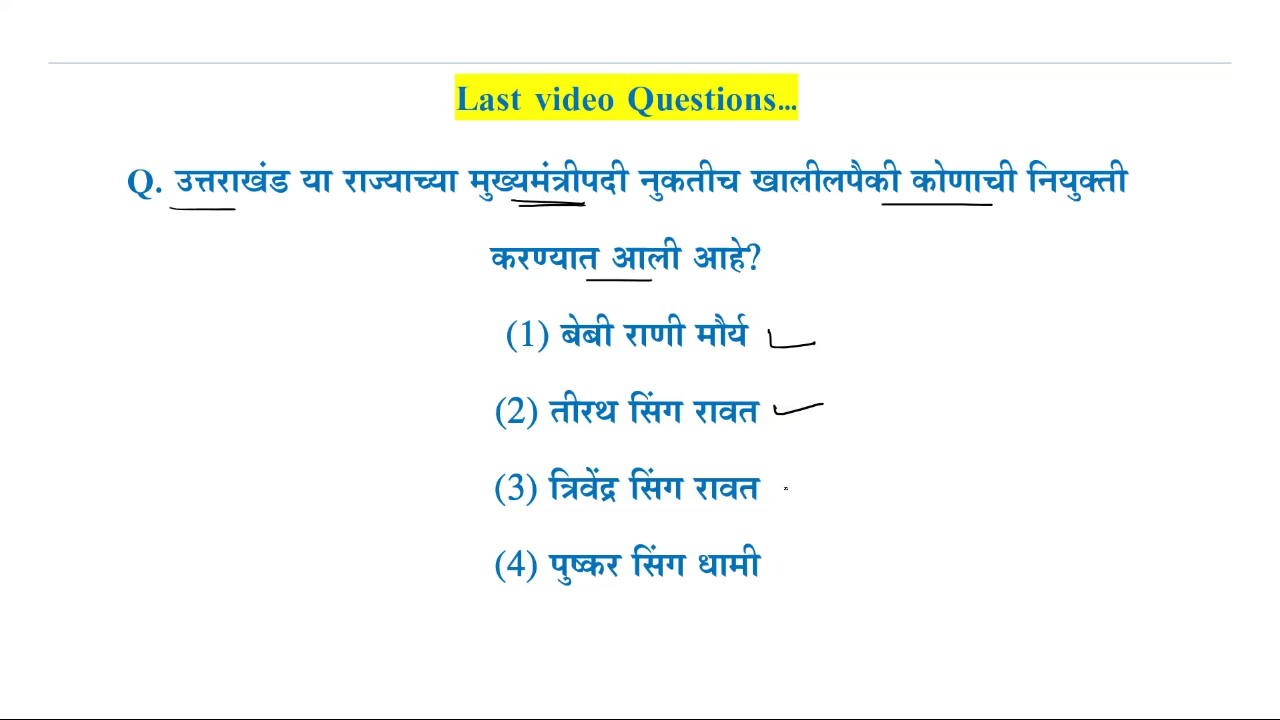 Last video Questions...
Q. उत्तराखंड या राज्याच्या मुख्यमंत्रीपदी नुकतीच खालीलपैकी कोणाची नियुक्ती
करण्यात आली आहे?
(1) बेबी राणी मौर्य
(2) तीरथ सिंग रावत
(3) त्रिवेंद्र सिंग रावत
(4) पुष्कर सिंग धामी